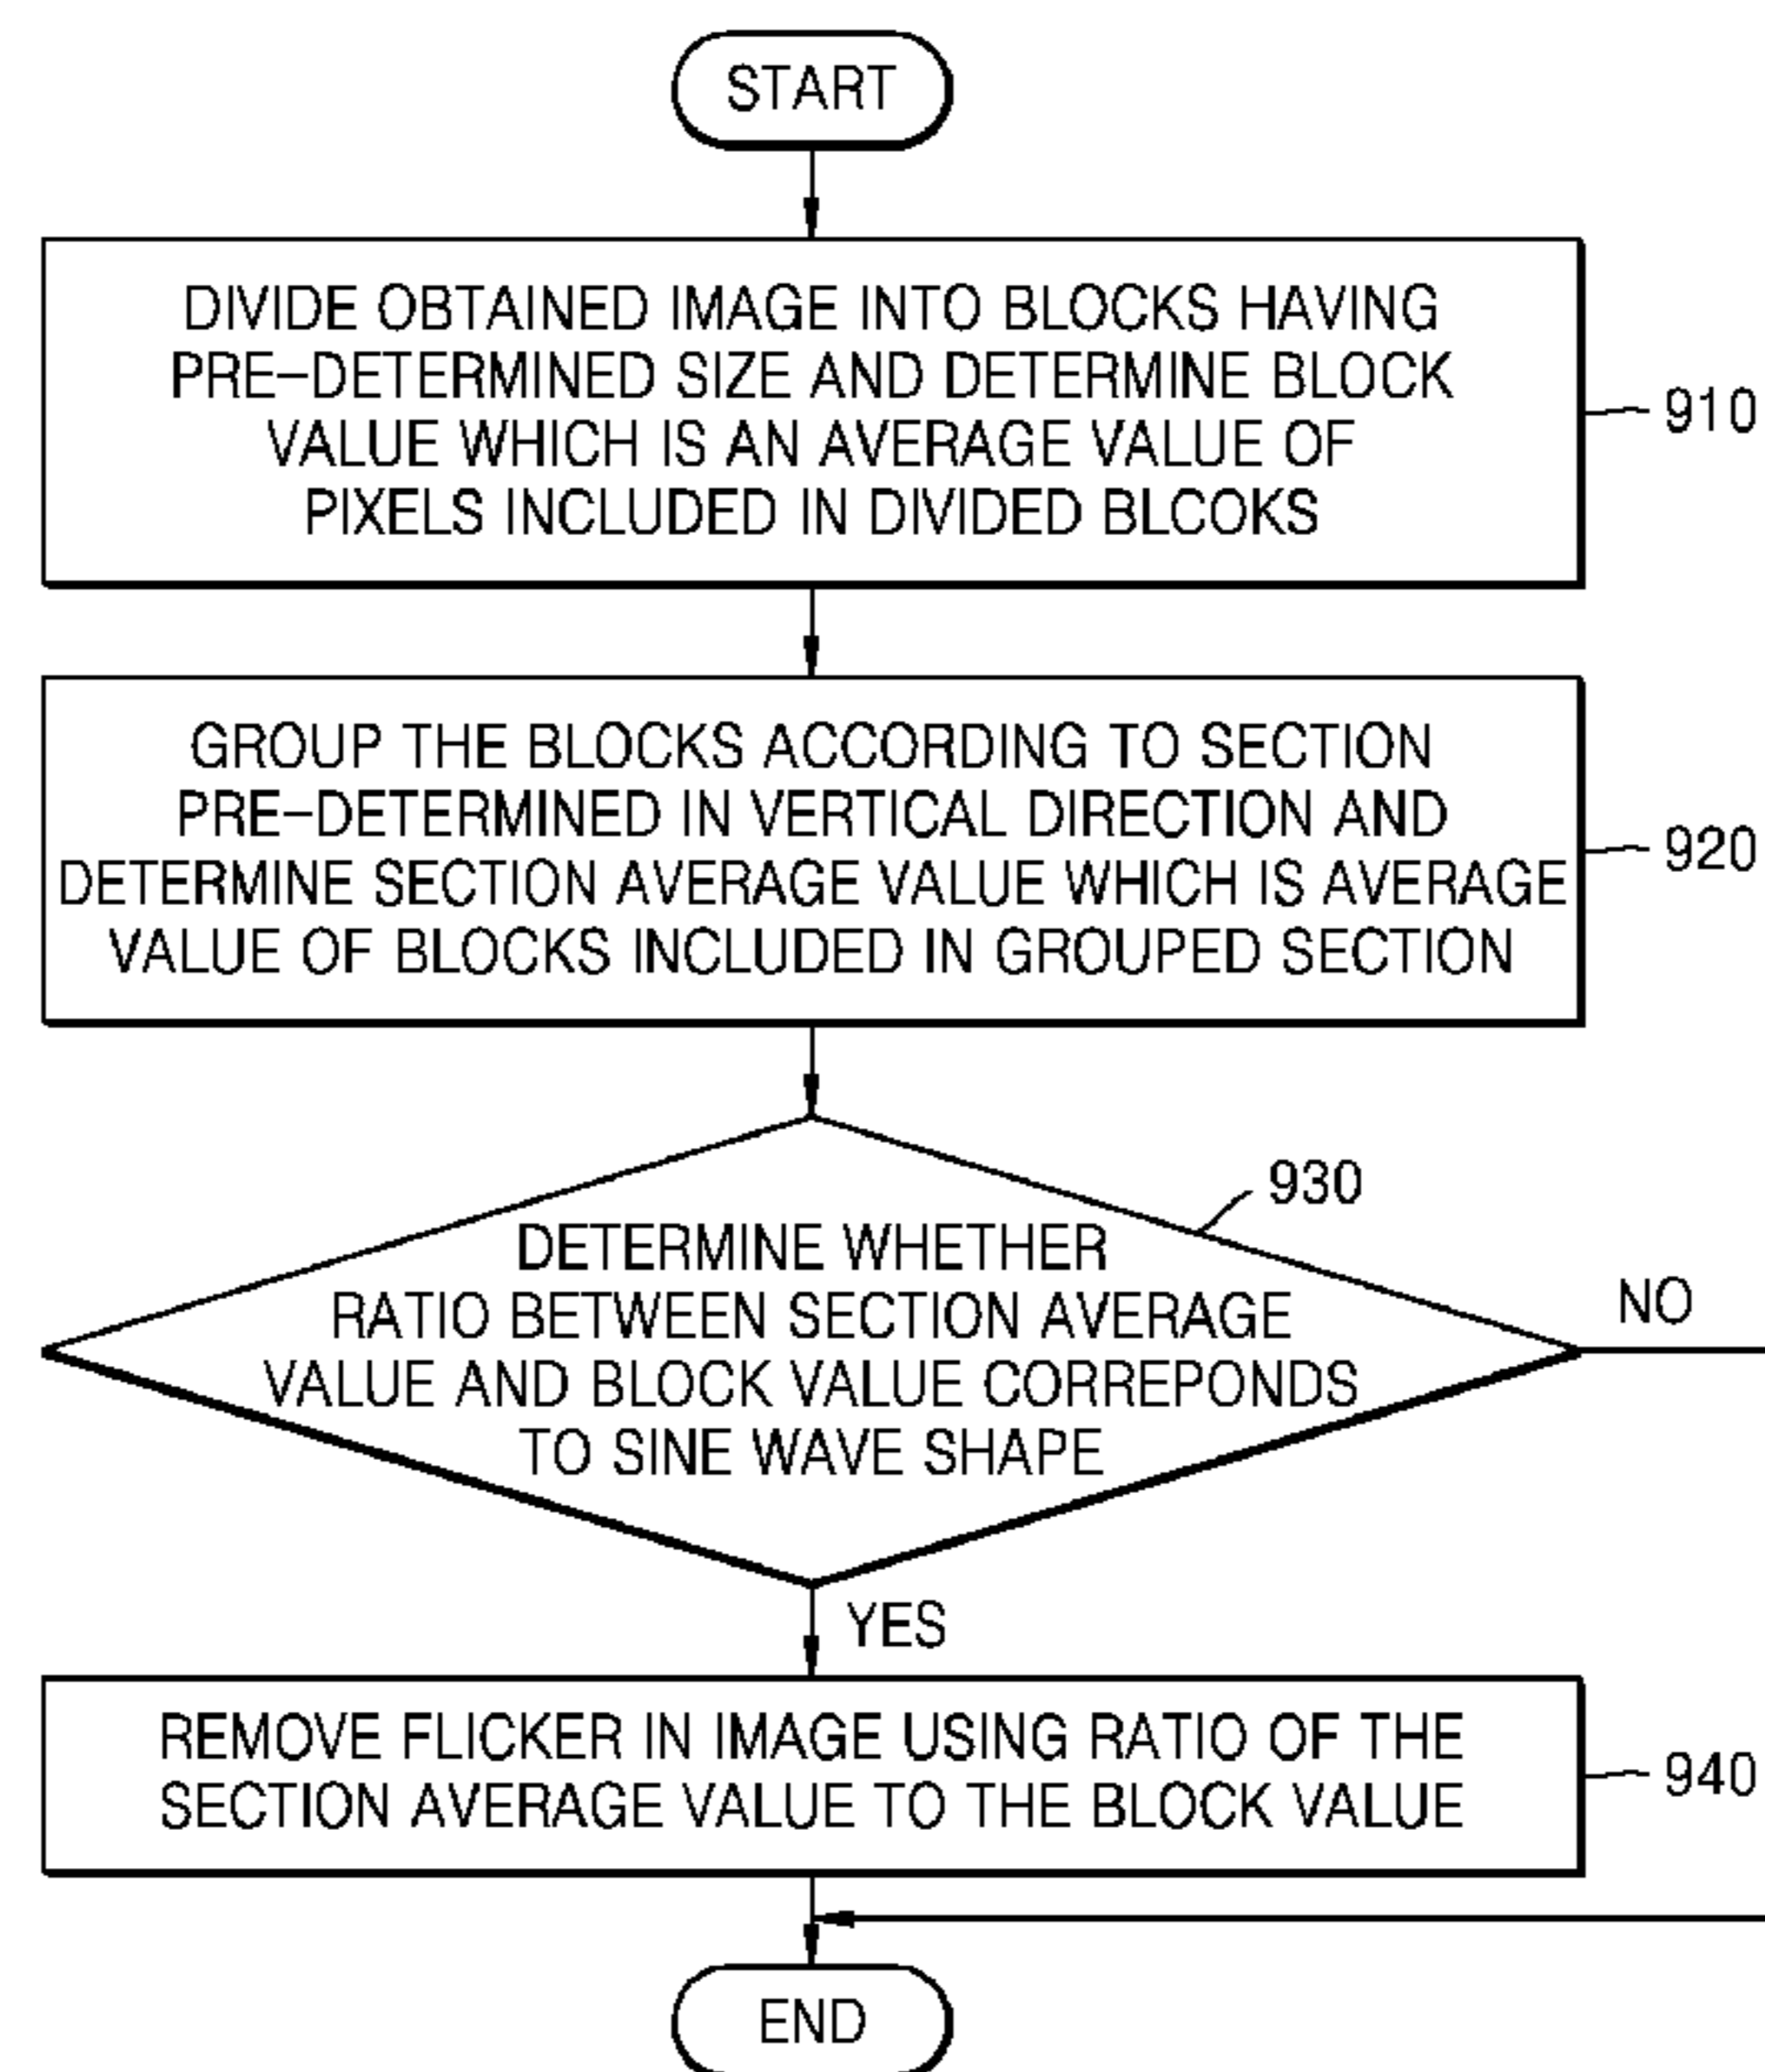 START
DIVIDE OBTAINED IMAGE INTO BLOCKS HAVING
PRE-DETERMINED SIZE AND DETERMINE BLOCK
VALUE WHICH IS AN AVERAGE VALUE OF
PIXELS INCLUDED IN DIVIDED BLCOKS
910
GROUP THE BLOCKS ACCORDING TO SECTION
PRE-DETERMINED IN VERTICAL DIRECTION AND
DETERMINE SECTION AVERAGE VALUE WHICH IS AVERAGE
VALUE OF BLOCKS INCLUDED IN GROUPED SECTION
920
930
DETERMINE WHETHER
RATIO BETWEEN SECTION AVERAGE
VALUE AND BLOCK VALUE CORREPONDS
TO SINE WAVE SHAPE
NO
YES
REMOVE FLICKER IN IMAGE USING RATIO OF THE
SECTION AVERAGE VALUE TO THE BLOCK VALUE
940
END